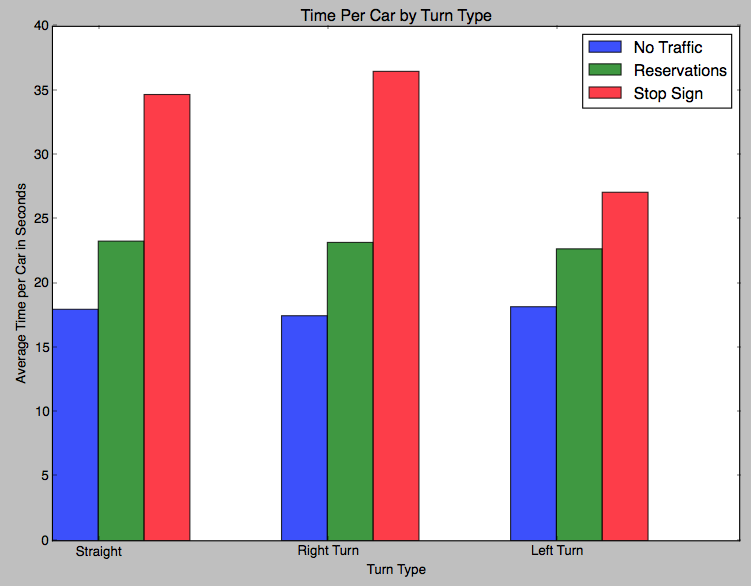 Time Per Car by Turn Type
No Traffic
Reservations
Stop Sign
Average Time per Car in Seconds
40
35
30
25
20
15
10
5
0
Straight Right Turn Left Turn
Turn Type